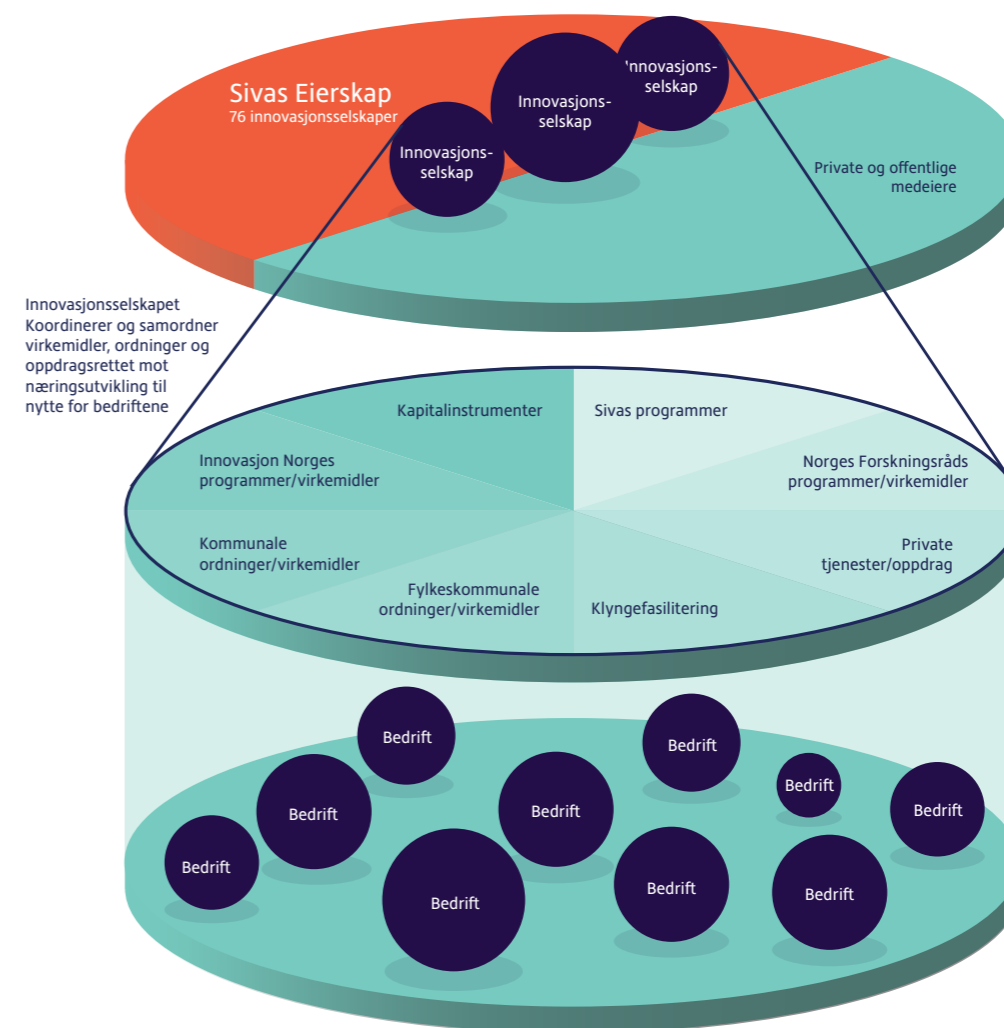 Sivas Eierskap
76 innovasjonsselskaper
Innovasjons-
selskap
Innovasjons-
selskap
Innovasjons-
selskap
Private og offentlige
medeiere
Innovasjonsselskapet
Koordinerer og samordner
virkemidler, ordninger og
oppdragsrettet mot
næringsutvikling til
nytte for bedriftene
Kapitalinstrumenter
Sivas programmer
Innovasjon Norges
programmer/virkemidler
Norges Forskningsråds
programmer/virkemidler
Kommunale
ordninger/virkemidler
Private
tjenester/oppdrag
Fylkeskommunale
ordninger/virkemidler
Klyngefasilitering
Bedrift
Bedrift
Bedrift
Bedrift
Bedrift
Bedrift
Bedrift
Bedrift
Bedrift
Bedrift